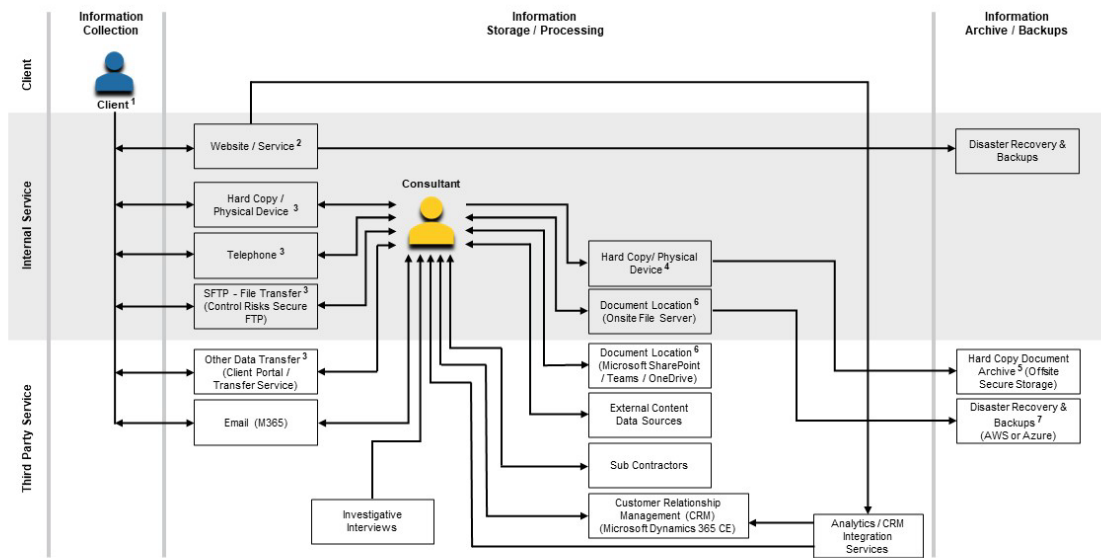 Information
Collection
Information
Storage / Processing
Information
Archive / Backups
Client
Client 1
Internal Service
Website / Service 2
Disaster Recovery &
Backups
Consultant
Hard Copy /
Physical Device 3
Telephone 3
Hard Copy/ Physical
Device 4
SFTP - File Transfer 3
(Control Risks Secure
FTP)
Document Location 6
(Onsite File Server)
Third Party Service
Other Data Transfer 3
(Client Portal /
Transfer Service)
Document Location 6
(Microsoft SharePoint
/ Teams / OneDrive)
Hard Copy Document
Archive 5 (Offsite
Secure Storage)
Email (M365)
External Content
Data Sources
Disaster Recovery &
Backups 7
(AWS or Azure)
Sub Contractors
Investigative
Interviews
Customer Relationship
Management (CRM)
(Microsoft Dynamics 365 CE)
Analytics / CRM
Integration
Services